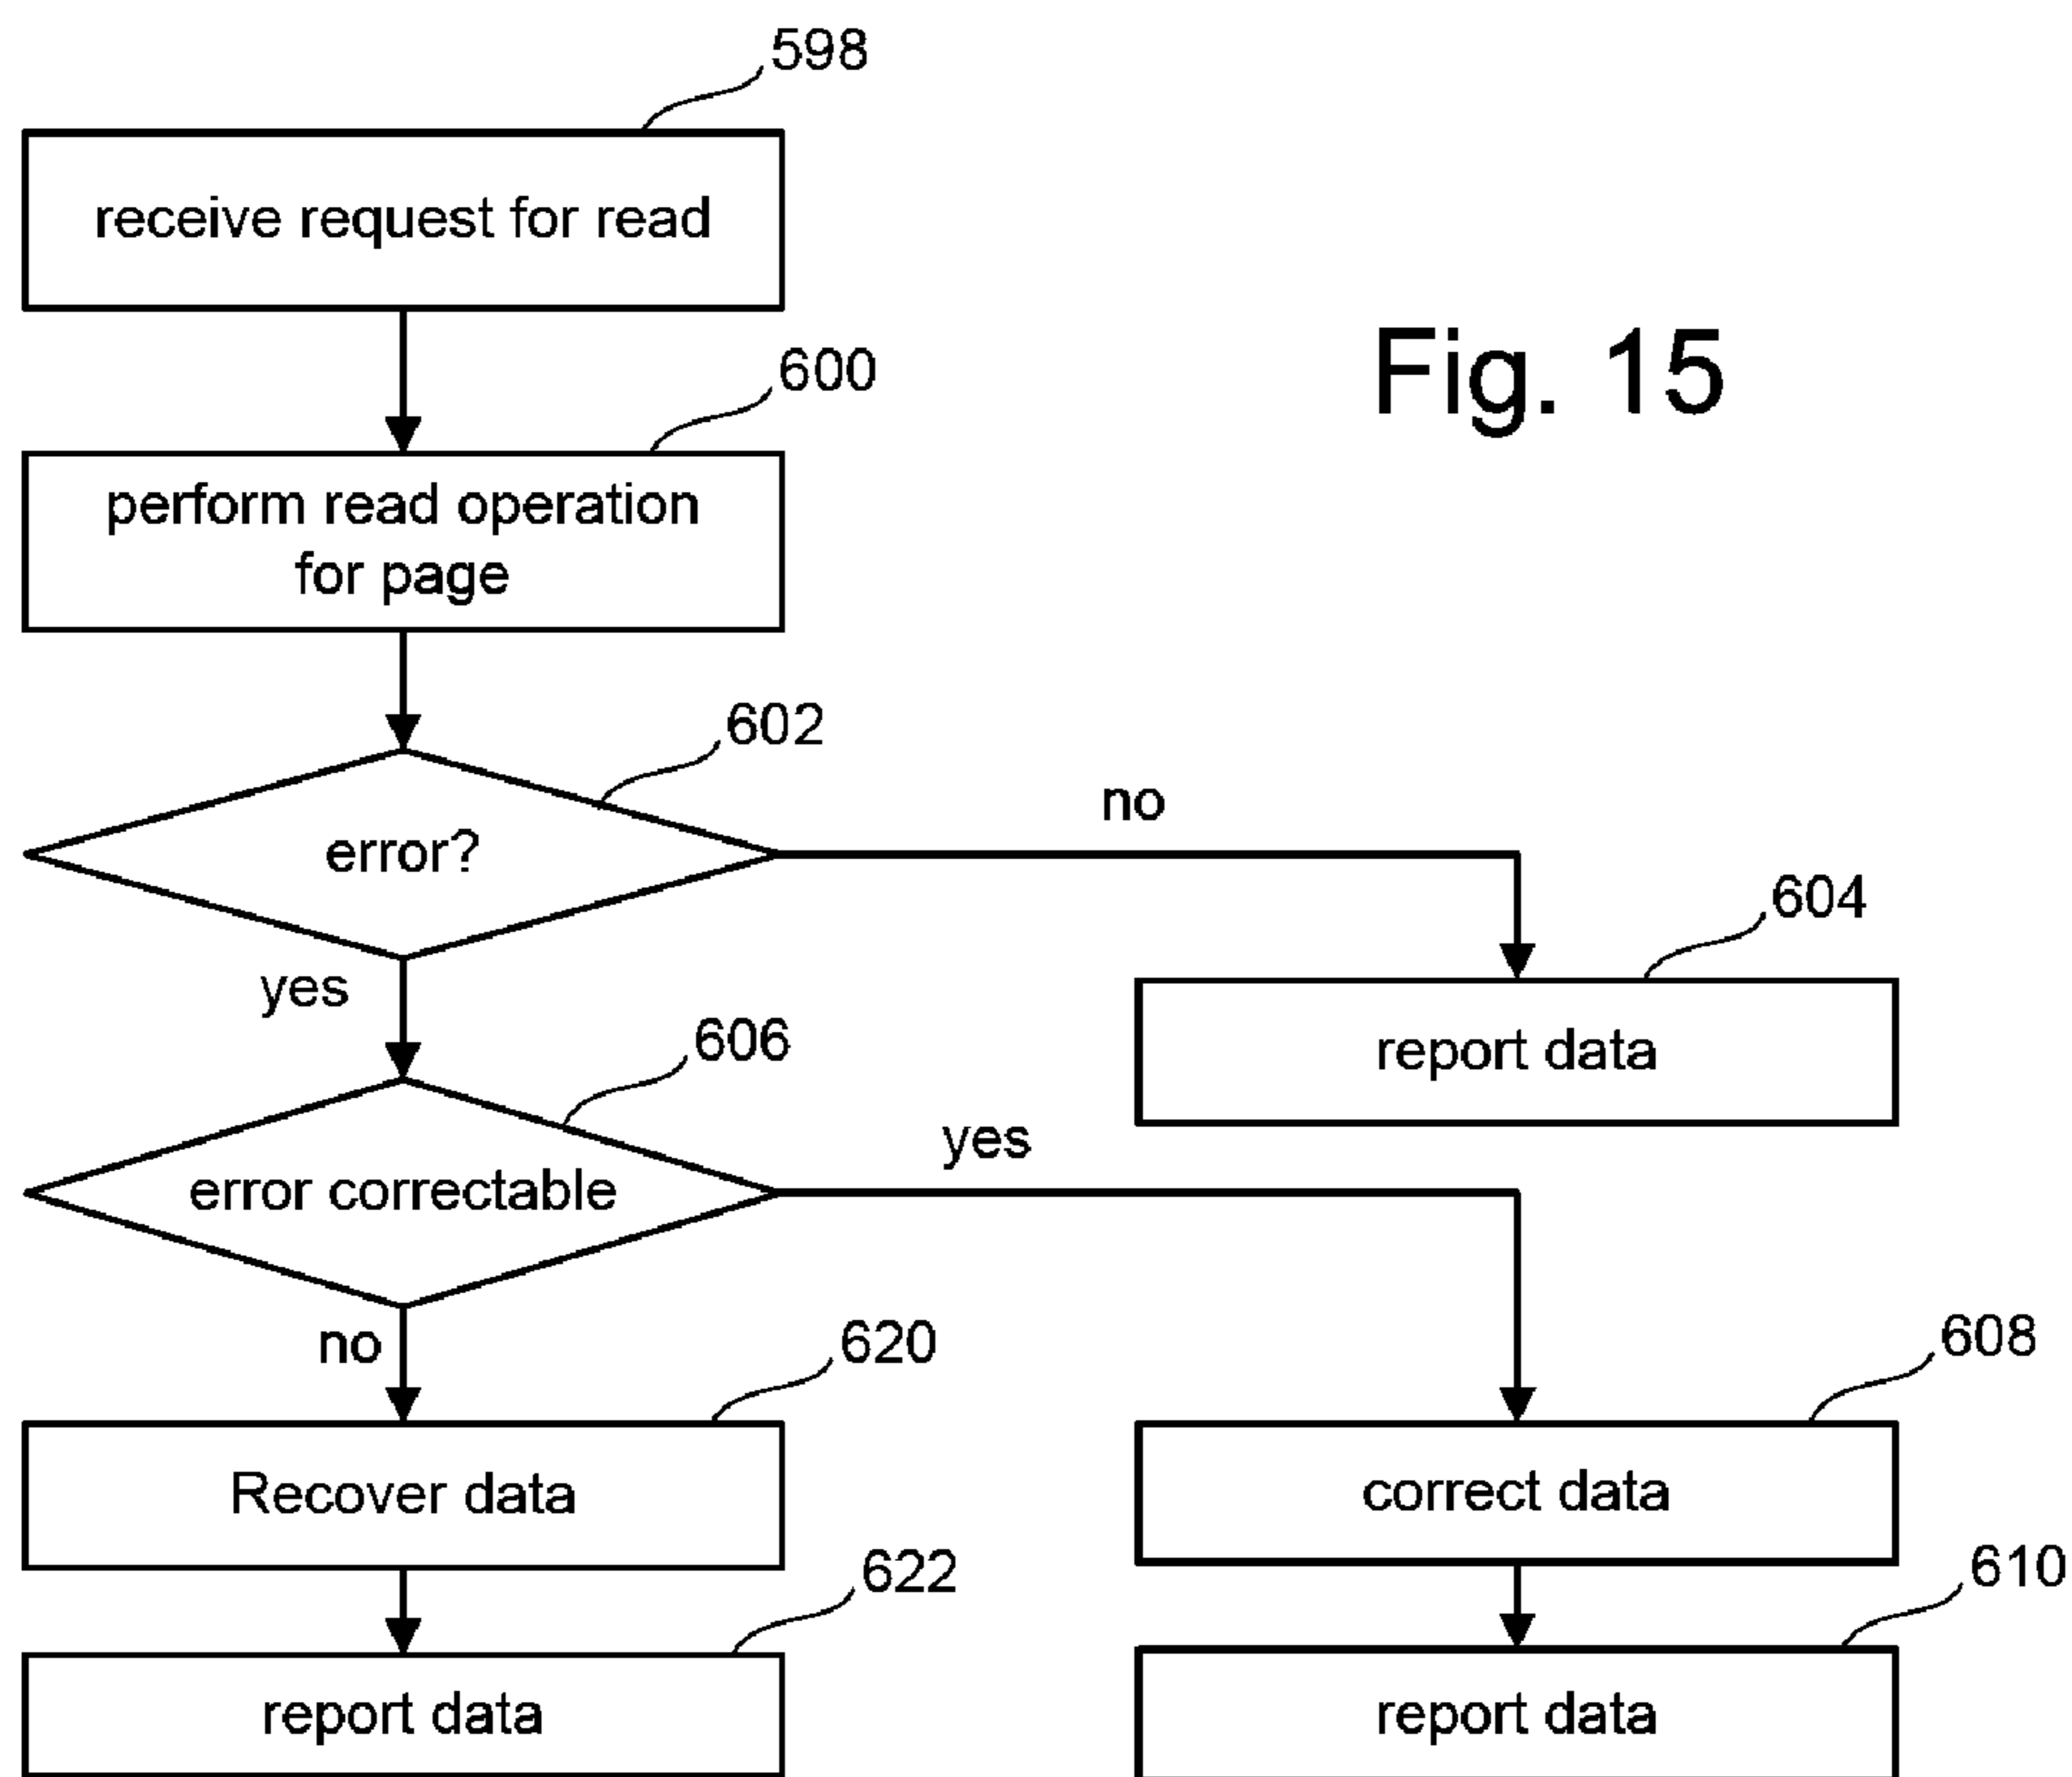 598
receive request for read
Fig. 15
600
perform read operation
for page
602
error?
no
604
report data
yes
606
error correctable
yes
no
620
Recover data
608
correct data
622
report data
610
report data